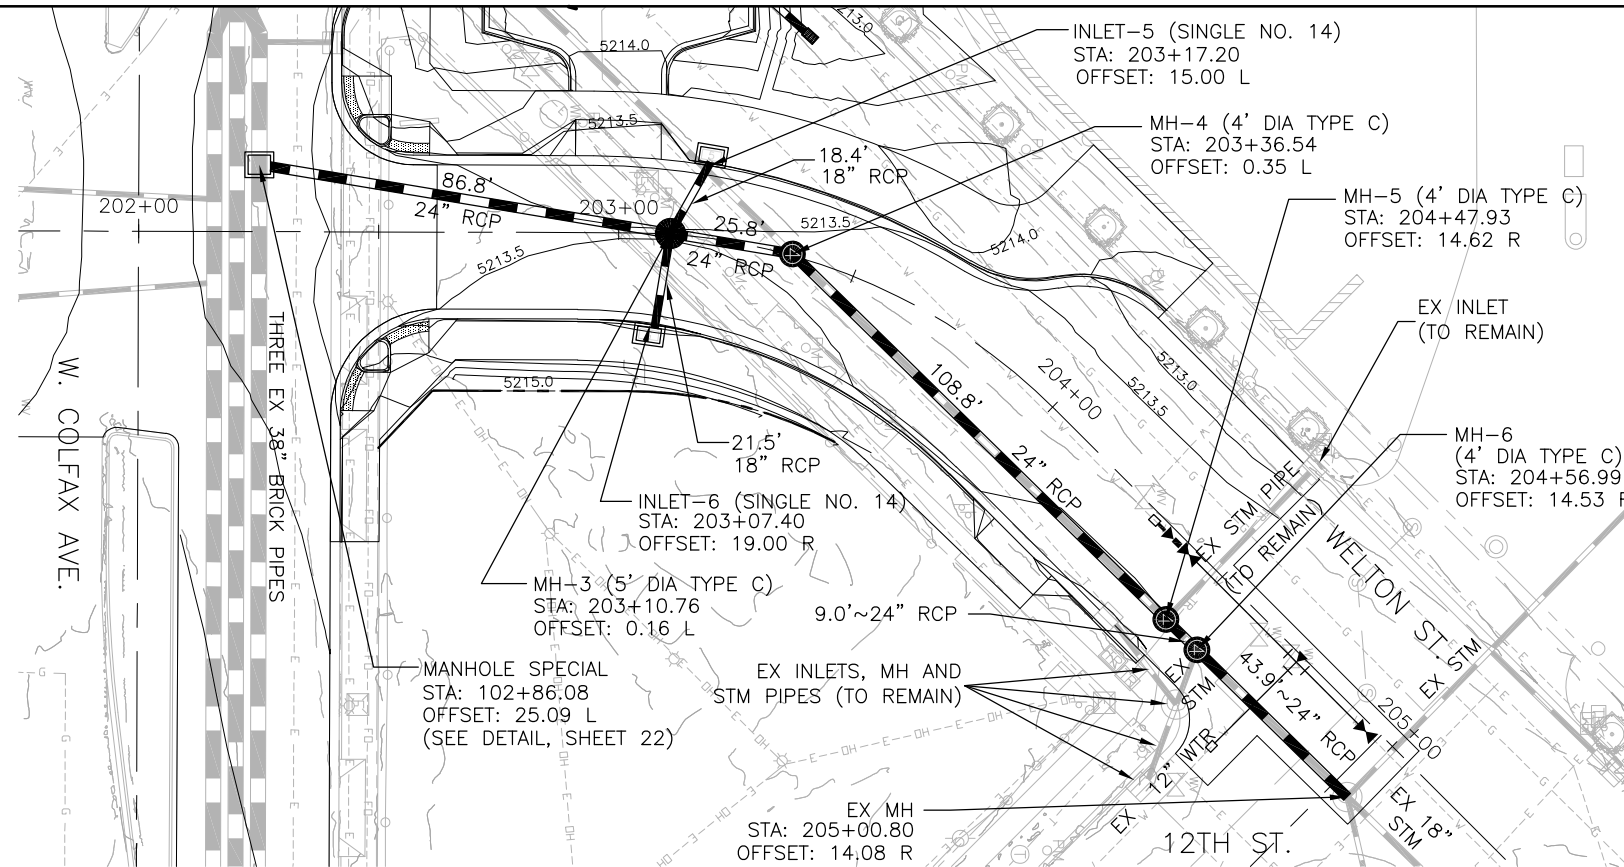 INLET-5 (SINGLE NO. 14)
STA: 203+17.20
OFFSET: 15.00 L
MH-4 (4' DIA TYPE C)
STA: 203+36.54
OFFSET: 0.35 L
MH-5 (4' DIA TYPE C)
STA: 204+47.93
OFFSET: 14.62 R
EX INLET
(TO REMAIN)
MH-6
(4' DIA TYPE C)
STA: 204+56.99
OFFSET: 14.53
5214.0
5213.0
5213.5
18.4'
18" RCP
86.8'
24" RCP
202+00
203+00
25.8'
24" RCP
5213.5
5214.0
5213.5
5213.0
5213.5
204+00
108.8'
24" RCP
5215.0
21.5'
18" RCP
INLET-6 (SINGLE NO. 14)
STA: 203+07.40
OFFSET: 19.00 R
MH-3 (5' DIA TYPE C)
STA: 203+10.76
OFFSET: 0.16 L
MANHOLE SPECIAL
STA: 102+86.08
OFFSET: 25.09 L
(SEE DETAIL, SHEET 22)
THREE EX 38" BRICK PIPES
W. COLFAX AVE.
9.0'~24" RCP
EX INLETS, MH AND
STM PIPES (TO REMAIN)
EX STM PIPE
(TO REMAIN)
WELTON ST.
EX STM
EX
STM
43.9'~24"
RCP
205+00
EX 12" WTR
EX MH
STA: 205+00.80
OFFSET: 14.08 R
12TH ST.
EX 18"
STM